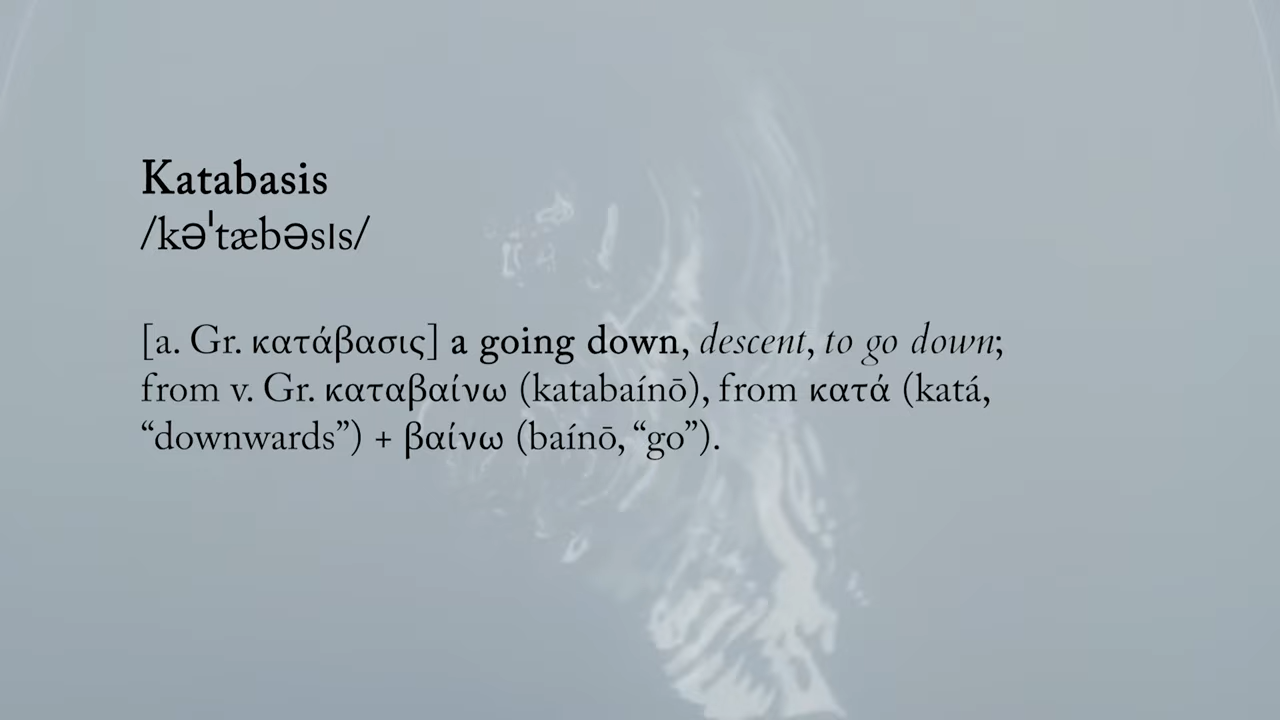 Katabasis
/kəˈtæbəsɪs/
[a. Gr. κατάβασις] a going down, descent, to go down;
from v. Gr. καταβαίνω (katabaínō), from κατά (katá,
“downwards”) + βαίνω (baínō, “go”).